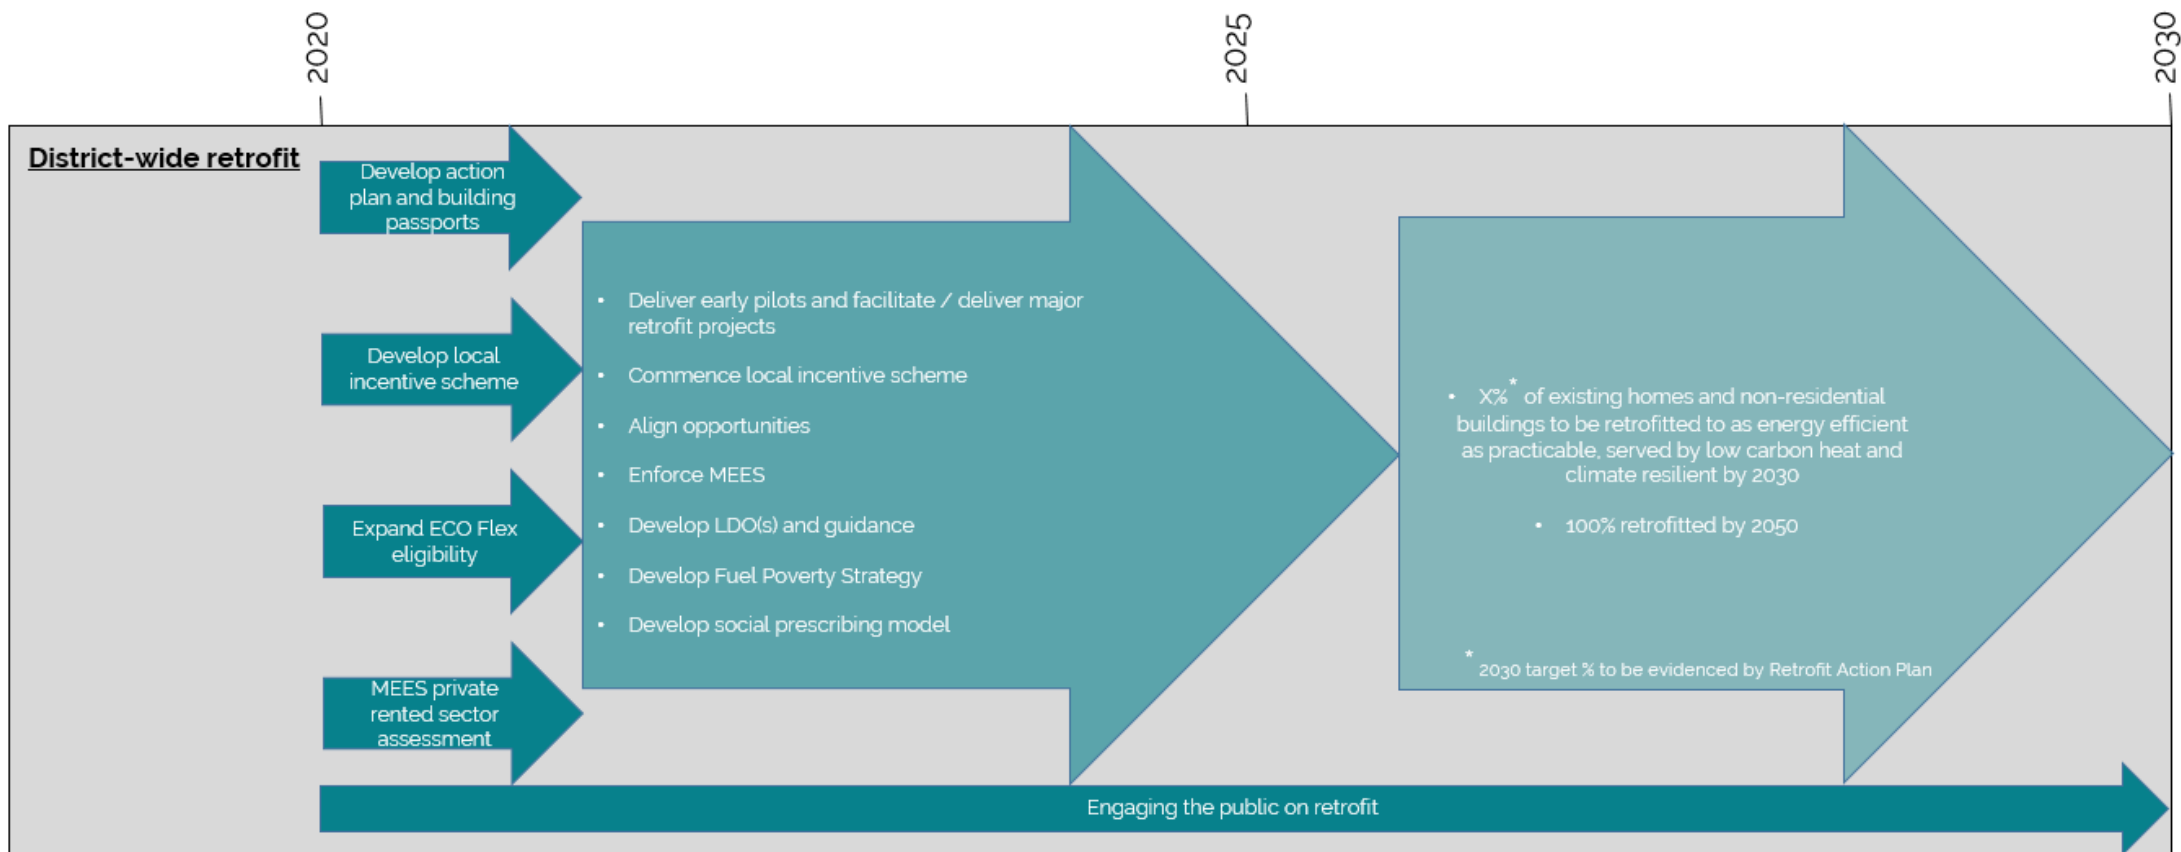 2020
2025
2030
District-wide retrofit
Develop action
plan and building
passports
Develop local
incentive scheme
Expand ECO Flex
eligibility
MEES private
rented sector
assessment
• Deliver early pilots and facilitate / deliver major
retrofit projects
• Commence local incentive scheme
• Align opportunities
• Enforce MEES
• Develop LDO(s) and guidance
• Develop Fuel Poverty Strategy
• Develop social prescribing model
• X%* of existing homes and non-residential
buildings to be retrofitted to as energy efficient
as practicable, served by low carbon heat and
climate resilient by 2030
• 100% retrofitted by 2050
* 2030 target % to be evidenced by Retrofit Action Plan
Engaging the public on retrofit